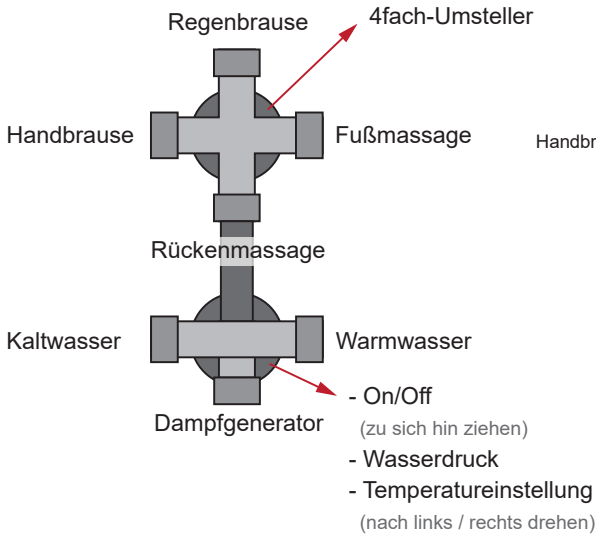 Regenbrause
4fach-Umsteller
Handbrause
Fußmassage
Handbr
Rückenmassage
Kaltwasser
Warmwasser
Dampfgenerator
- On/Off
(zu sich hin ziehen)
- Wasserdruck
- Temperatureinstellung
(nach links / rechts drehen)